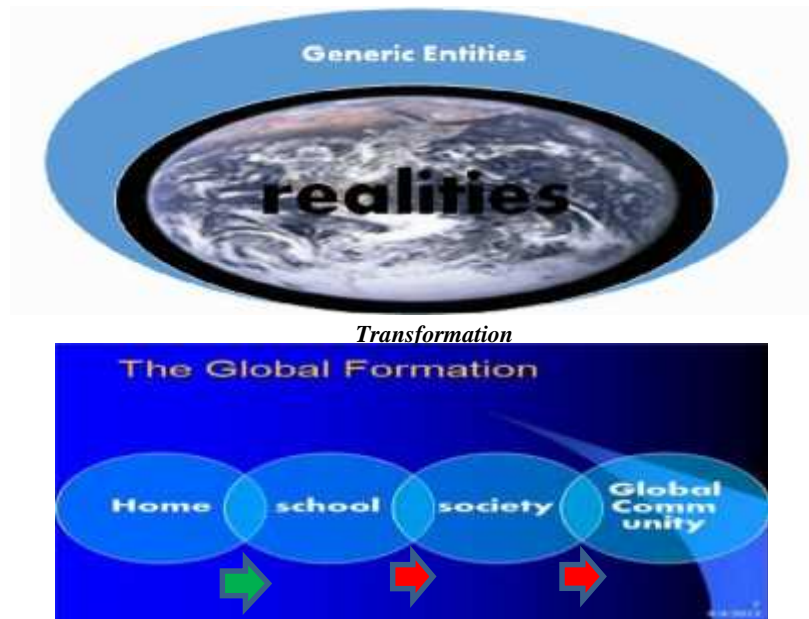 Generic Entities
realities
Transformation
The Global Formation
Home
school
society
Global
Comm
unity